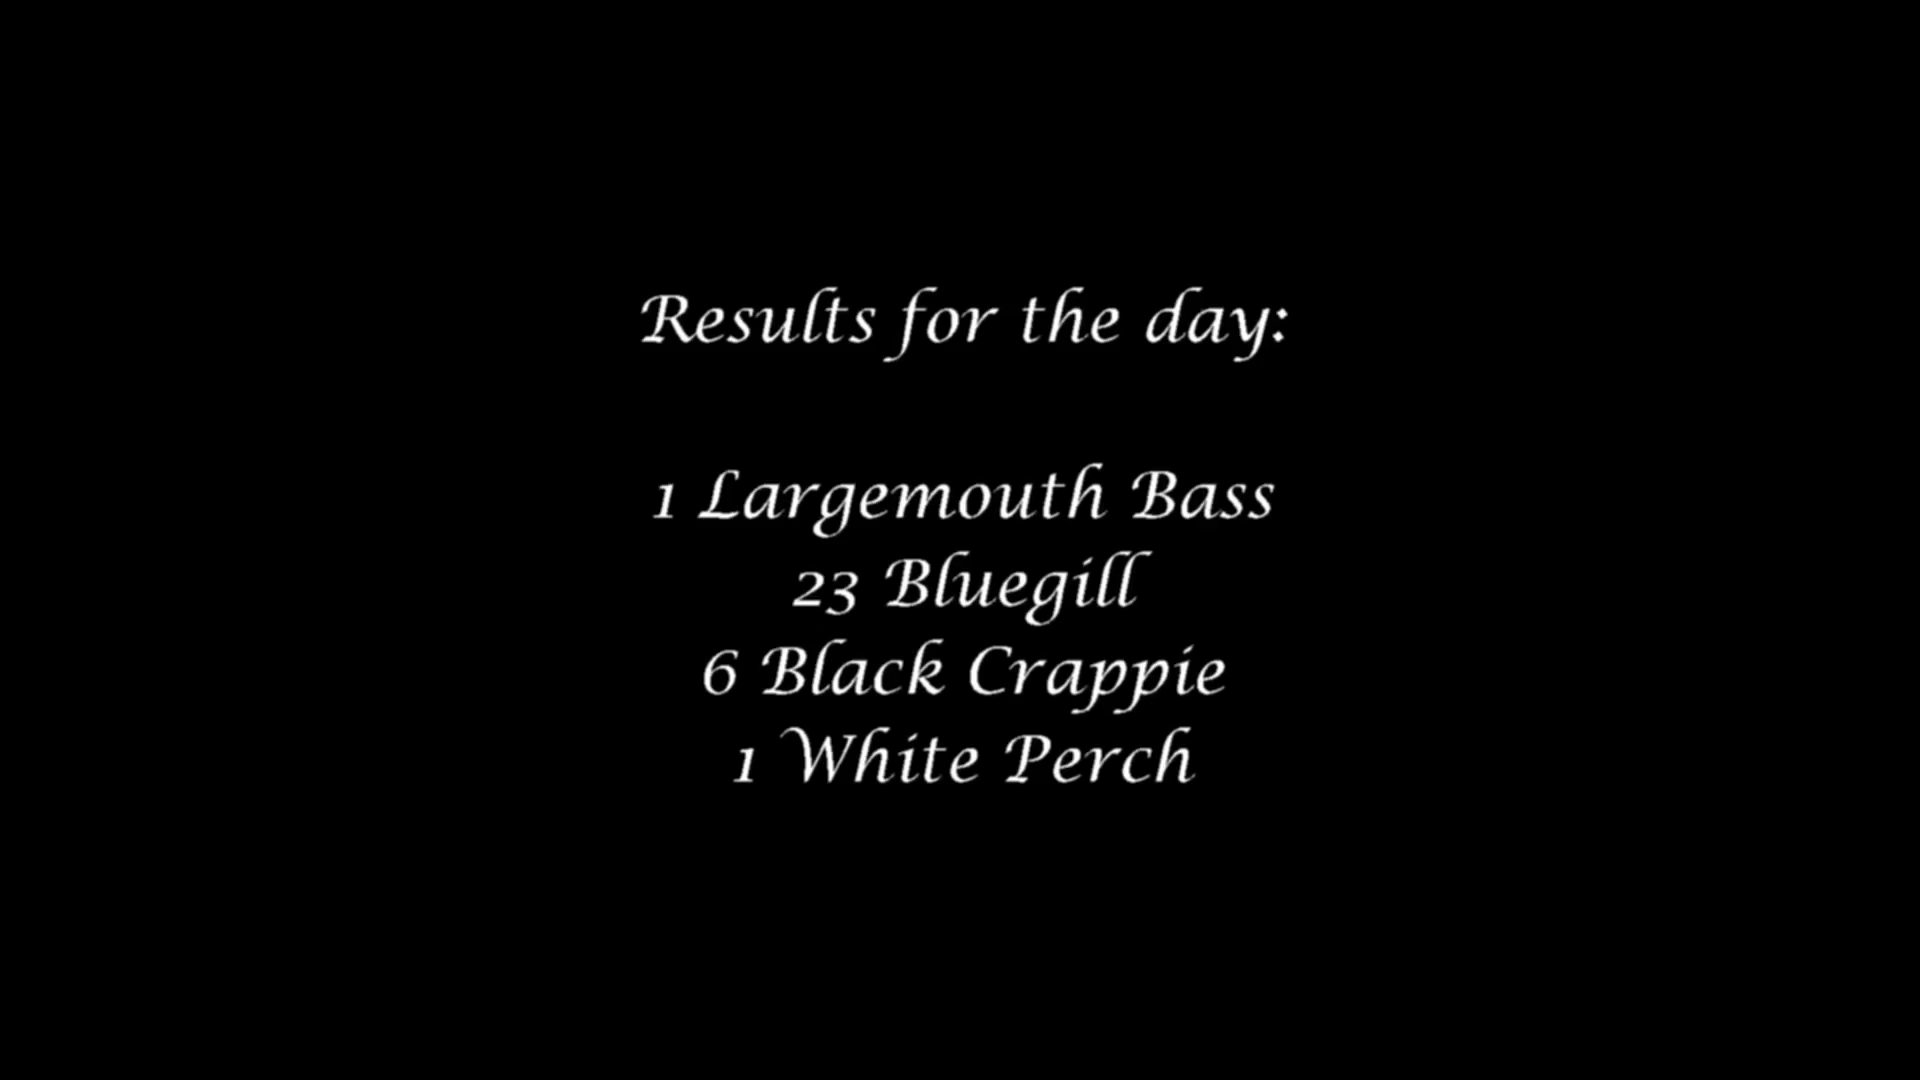 Results for the day:
1 Largemouth Bass
23 Bluegill
6 Black Crappie
1 White Perch